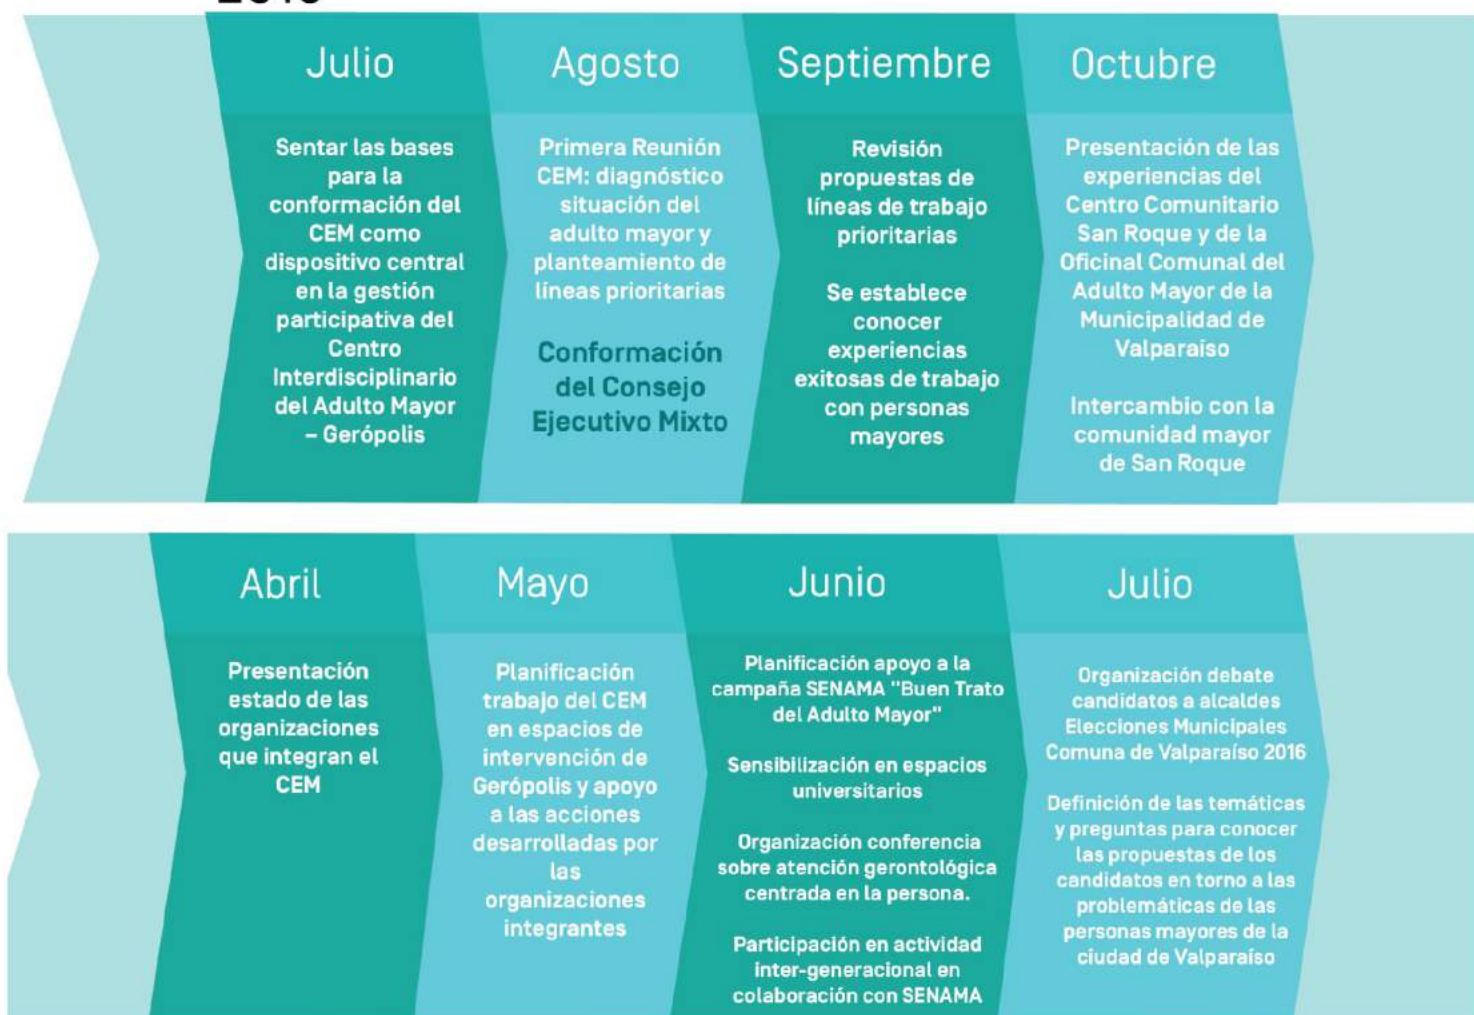 Julio
Sentar las bases
para la
conformación del
CEM como
dispositivo central
en la gestión
participativa del
Centro
Interdisciplinario
del Adulto Mayor
– Gerópolis
Agosto
Primera Reunión
CEM: diagnóstico
situación del
adulto mayor y
planteamiento de
líneas prioritarias
Conformación
del Consejo
Ejecutivo Mixto
Septiembre
Revisión
propuestas de
líneas de trabajo
prioritarias
Se establece
conocer
experiencias
exitosas de trabajo
con personas
mayores
Octubre
Presentación de las
experiencias del
Centro Comunitario
San Roque y de la
Oficinal Comunal del
Adulto Mayor de la
Municipalidad de
Valparaíso
Intercambio con la
comunidad mayor
de San Roque
Abril
Presentación
estado de las
organizaciones
que integran el
CEM
Mayo
Planificación
trabajo del CEM
en espacios de
intervención de
Gerópolis y apoyo
a las acciones
desarrolladas por
las
organizaciones
integrantes
Junio
Planificación apoyo a la
campaña SENAMA "Buen Trato
del Adulto Mayor"
Sensibilización en espacios
universitarios
Organización conferencia
sobre atención gerontológica
centrada en la persona.
Participación en actividad
inter-generacional en
colaboración con SENAMA
Julio
Organización debate
candidatos a alcaldes
Elecciones Municipales
Comuna de Valparaíso 2016
Definición de las temáticas
y preguntas para conocer
las propuestas de los
candidatos en torno a las
problemáticas de las
personas mayores de la
ciudad de Valparaíso